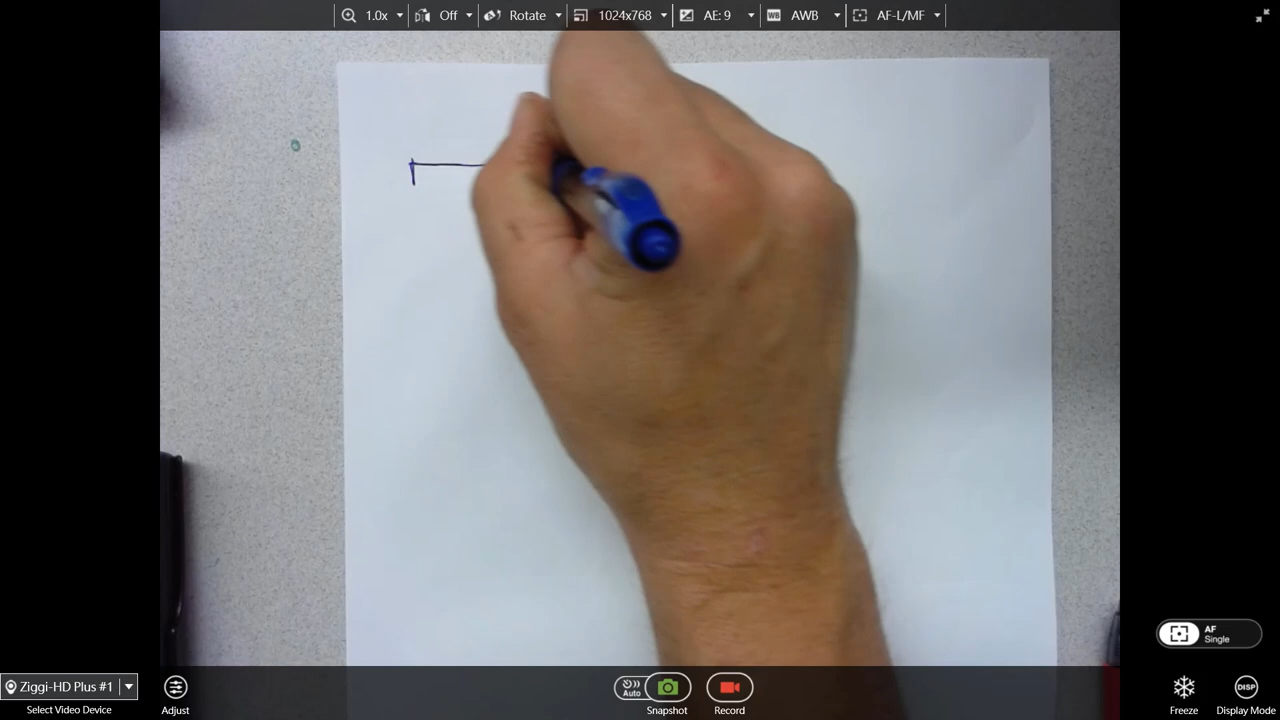 1.0x Off Rotate 1024x768 AE: 9 WB AWB AF-L/MF
AF
Single
Ziggi-HD Plus #1 Auto DISP
Select Video Device Adjust Snapshot Record Freeze Display Mode